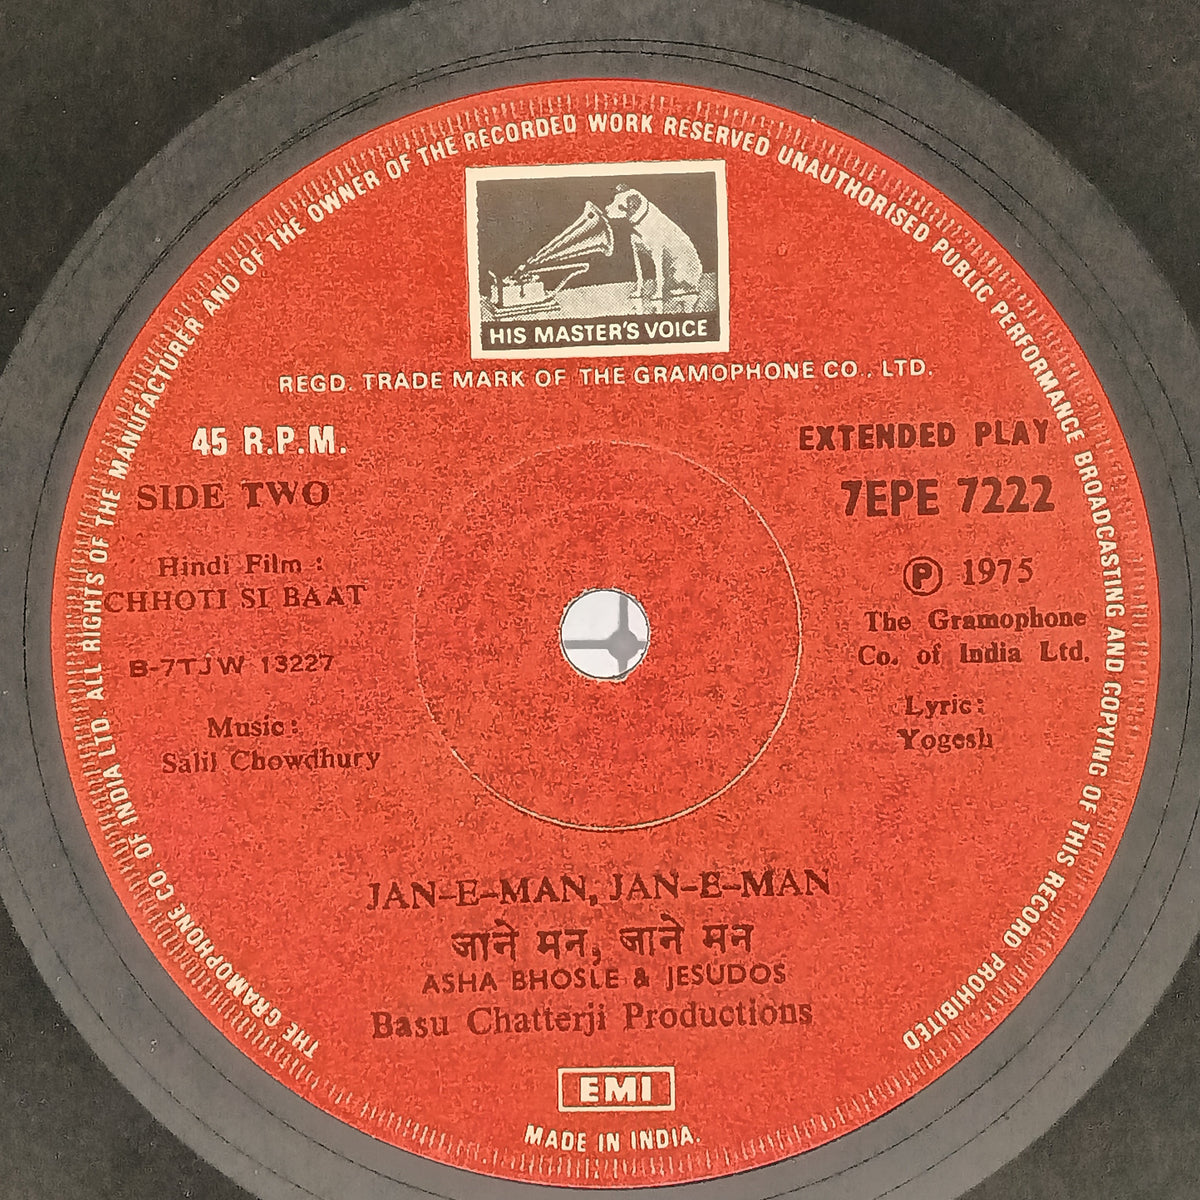 THE GRAMOPHONE CO. OF INDIA LTD. ALL RIGHTS OF THE MANUFACTURER AND OF THE OWNER OF THE RECORDED WORK RESERVED UNAUTHORISED PUBLIC PERFORMANCE BROADCASTING AND COPYING OF THIS RECORD PROHIBITED
HIS MASTER'S VOICE
REGD. TRADE MARK OF THE GRAMOPHONE CO., LTD.
45 R.P.M.
EXTENDED PLAY
SIDE TWO
7EPE 7222
Hindi Film :
CHHOTI SI BAAT
℗ 1975
The Gramophone
Co. of India Ltd.
B-7TJW 13227
Music:
Salil Chowdhury
Lyric:
Yogesh
JAN-E-MAN, JAN-E-MAN
जाने मन, जाने मन
ASHA BHOSLE & JESUDOS
Basu Chatterji Productions
EMI
MADE IN INDIA.